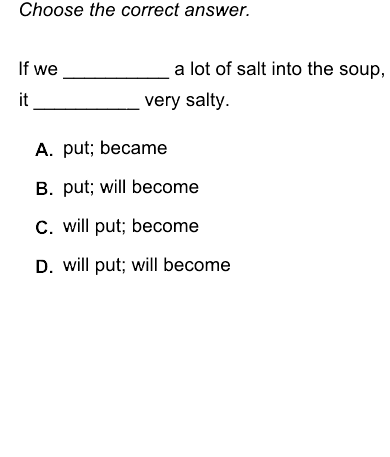 Choose the correct answer.
If we __________ a lot of salt into the soup,
it __________ very salty.
A. put; became
B. put; will become
C. will put; become
D. will put; will become